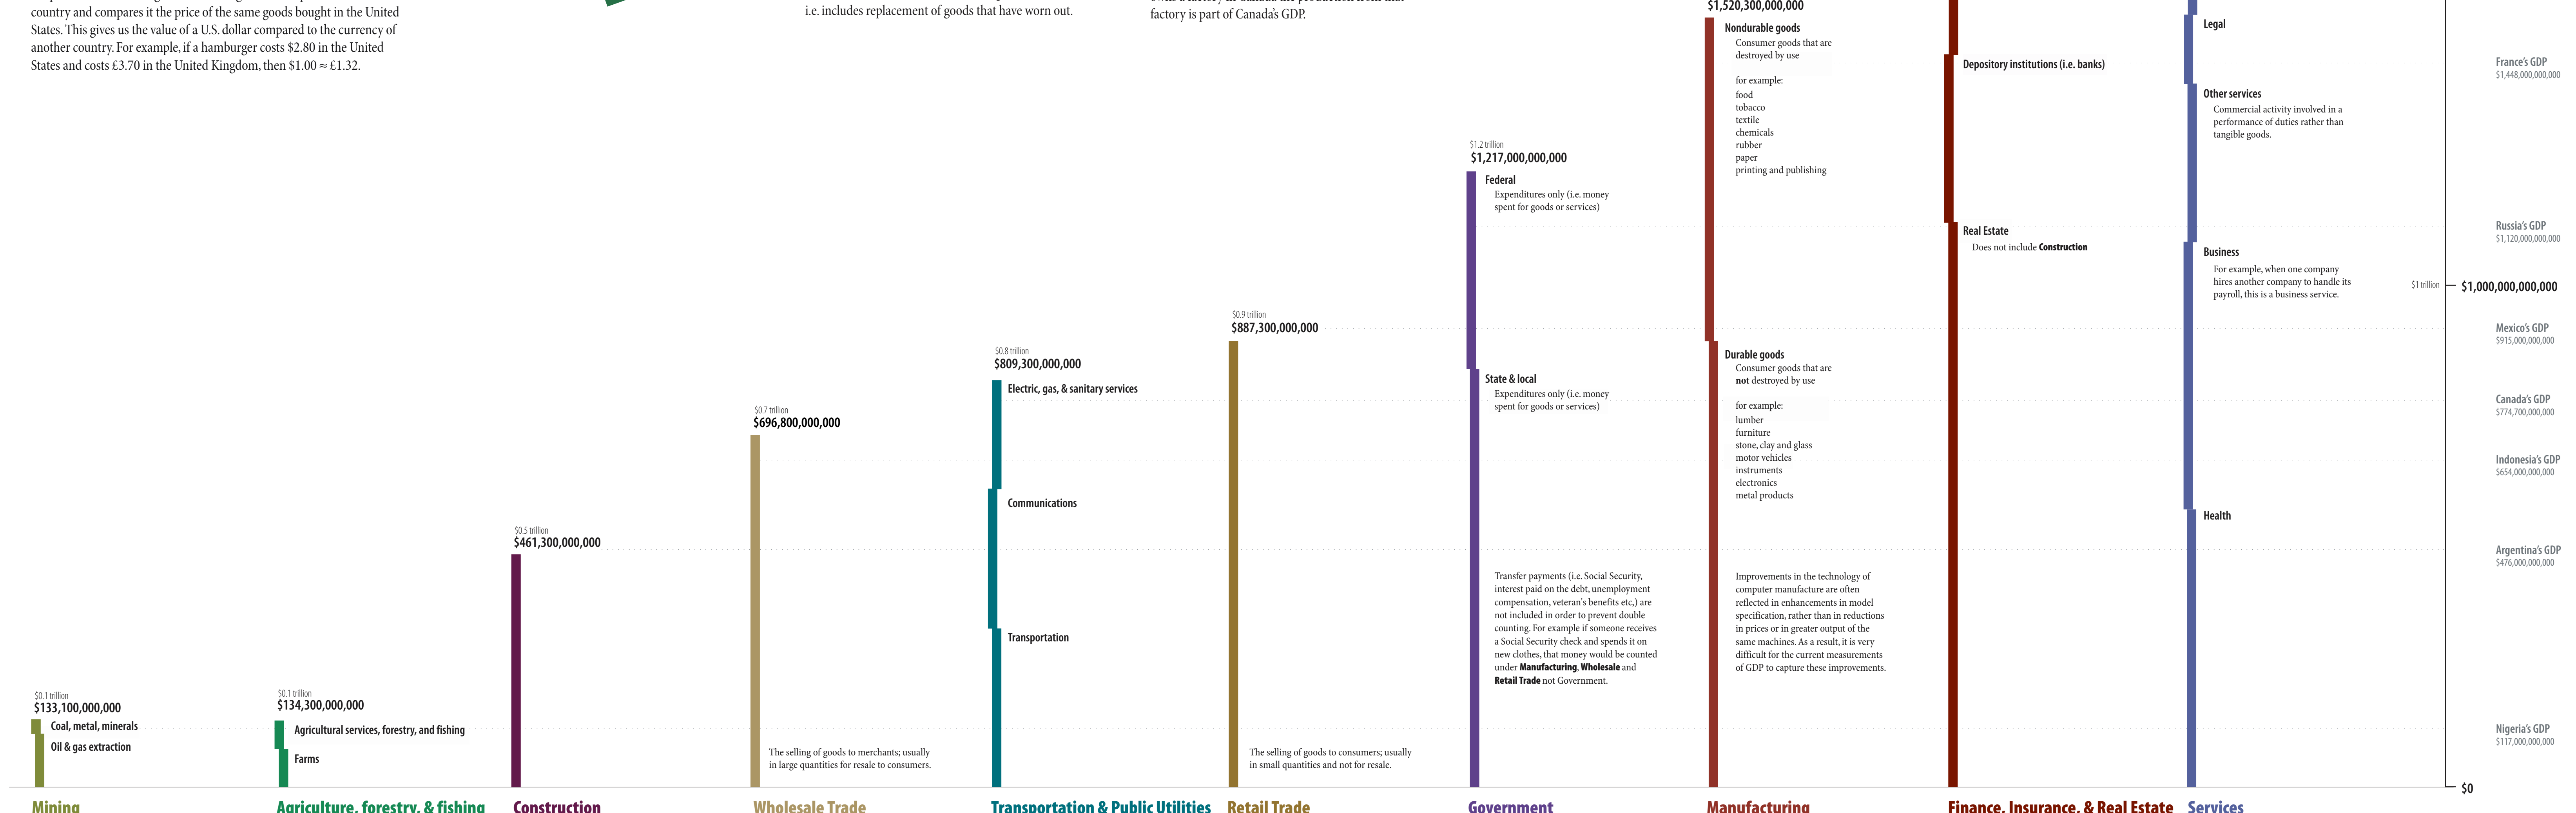 country and compares it the price of the same goods bought in the United
States. This gives us the value of a U.S. dollar compared to the currency of
another country. For example, if a hamburger costs $2.80 in the United
States and costs £3.70 in the United Kingdom, then $1.00 ≈ £1.32.
i.e. includes replacement of goods that have worn out.
factory is part of Canada's GDP.
$0.1 trillion
$133,100,000,000
Coal, metal, minerals
Oil & gas extraction
Mining
$0.1 trillion
$134,300,000,000
Agricultural services, forestry, and fishing
Farms
Agriculture, forestry, & fishing
$0.5 trillion
$461,300,000,000
Construction
$0.7 trillion
$696,800,000,000
The selling of goods to merchants; usually
in large quantities for resale to consumers.
Wholesale Trade
$0.8 trillion
$809,300,000,000
Electric, gas, & sanitary services
Communications
Transportation
Transportation & Public Utilities
$0.9 trillion
$887,300,000,000
The selling of goods to consumers; usually
in small quantities and not for resale.
Retail Trade
$1.2 trillion
$1,217,000,000,000
Federal
Expenditures only (i.e. money
spent for goods or services)
State & local
Expenditures only (i.e. money
spent for goods or services)
Transfer payments (i.e. Social Security,
interest paid on the debt, unemployment
compensation, veteran's benefits etc,) are
not included in order to prevent double
counting. For example if someone receives
a Social Security check and spends it on
new clothes, that money would be counted
under Manufacturing, Wholesale and
Retail Trade not Government.
Government
$1,520,300,000,000
Nondurable goods
Consumer goods that are
destroyed by use
for example:
food
tobacco
textile
chemicals
rubber
paper
printing and publishing
Durable goods
Consumer goods that are
not destroyed by use
for example:
lumber
furniture
stone, clay and glass
motor vehicles
instruments
electronics
metal products
Improvements in the technology of
computer manufacture are often
reflected in enhancements in model
specification, rather than in reductions
in prices or in greater output of the
same machines. As a result, it is very
difficult for the current measurements
of GDP to capture these improvements.
Manufacturing
Depository institutions (i.e. banks)
Real Estate
Does not include Construction
Finance, Insurance, & Real Estate
Legal
Other services
Commercial activity involved in a
performance of duties rather than
tangible goods.
Business
For example, when one company
hires another company to handle its
payroll, this is a business service.
Health
Services
France's GDP
$1,448,000,000,000
Russia's GDP
$1,120,000,000,000
$1 trillion
$1,000,000,000,000
Mexico's GDP
$915,000,000,000
Canada's GDP
$774,700,000,000
Indonesia's GDP
$654,000,000,000
Argentina's GDP
$476,000,000,000
Nigeria's GDP
$117,000,000,000
$0